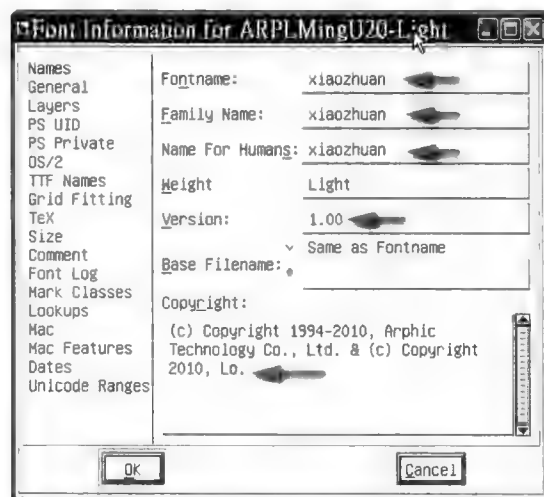 Font Information for ARPLMingU20-Light
Names
General
Layers
PS UID
PS Private
OS/2
TTF Names
Grid Fitting
TeX
Size
Comment
Font Log
Mark Classes
Lookups
Mac
Mac Features
Dates
Unicode Ranges
Fontname: xiaozhuan
Family Name: xiaozhuan
Name For Humans: xiaozhuan
Weight Light
Version: 1.00
Same as Fontname
Base Filename:
Copyright:
(c) Copyright 1994-2010, Arphic
Technology Co., Ltd. & (c) Copyright
2010, Lo.
OK
Cancel